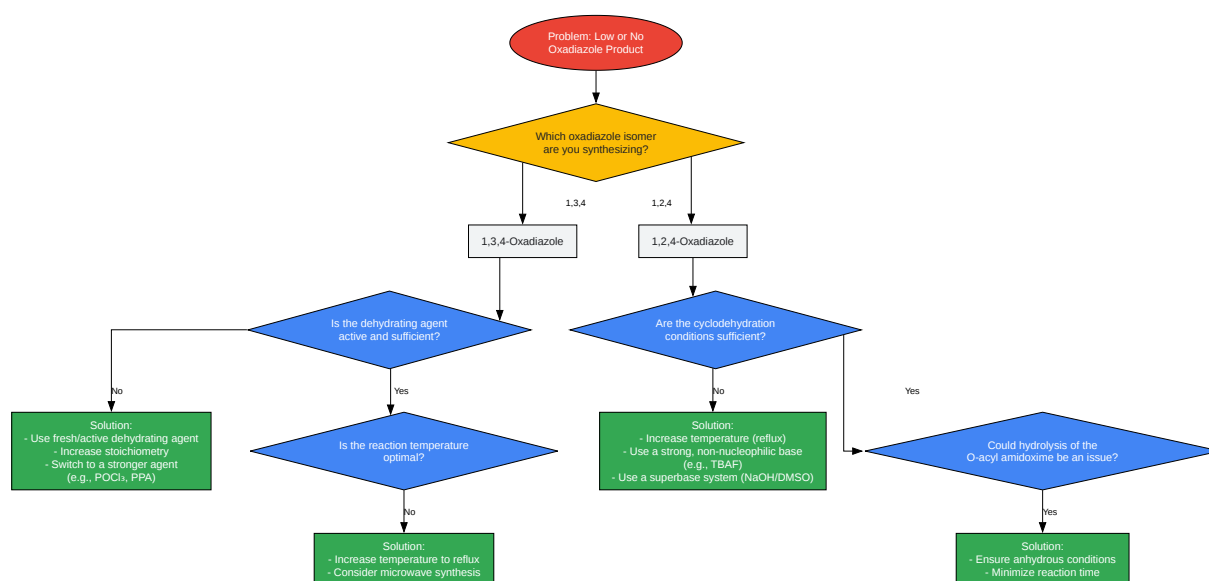 Problem: Low or No
Oxadiazole Product
Which oxadiazole isomer
are you synthesizing?
1,3,4
1,2,4
1,3,4-Oxadiazole
1,2,4-Oxadiazole
Is the dehydrating agent
active and sufficient?
Are the cyclodehydration
conditions sufficient?
No
Yes
No
Yes
Solution:
- Use fresh/active dehydrating agent
- Increase stoichiometry
- Switch to a stronger agent
(e.g., POCl₃, PPA)
Is the reaction temperature
optimal?
Solution:
- Increase temperature (reflux)
- Use a strong, non-nucleophilic base
(e.g., TBAF)
- Use a superbase system (NaOH/DMSO)
Could hydrolysis of the
O-acyl amidoxime be an issue?
No
Yes
Solution:
- Increase temperature to reflux
- Consider microwave synthesis
Solution:
- Ensure anhydrous conditions
- Minimize reaction time